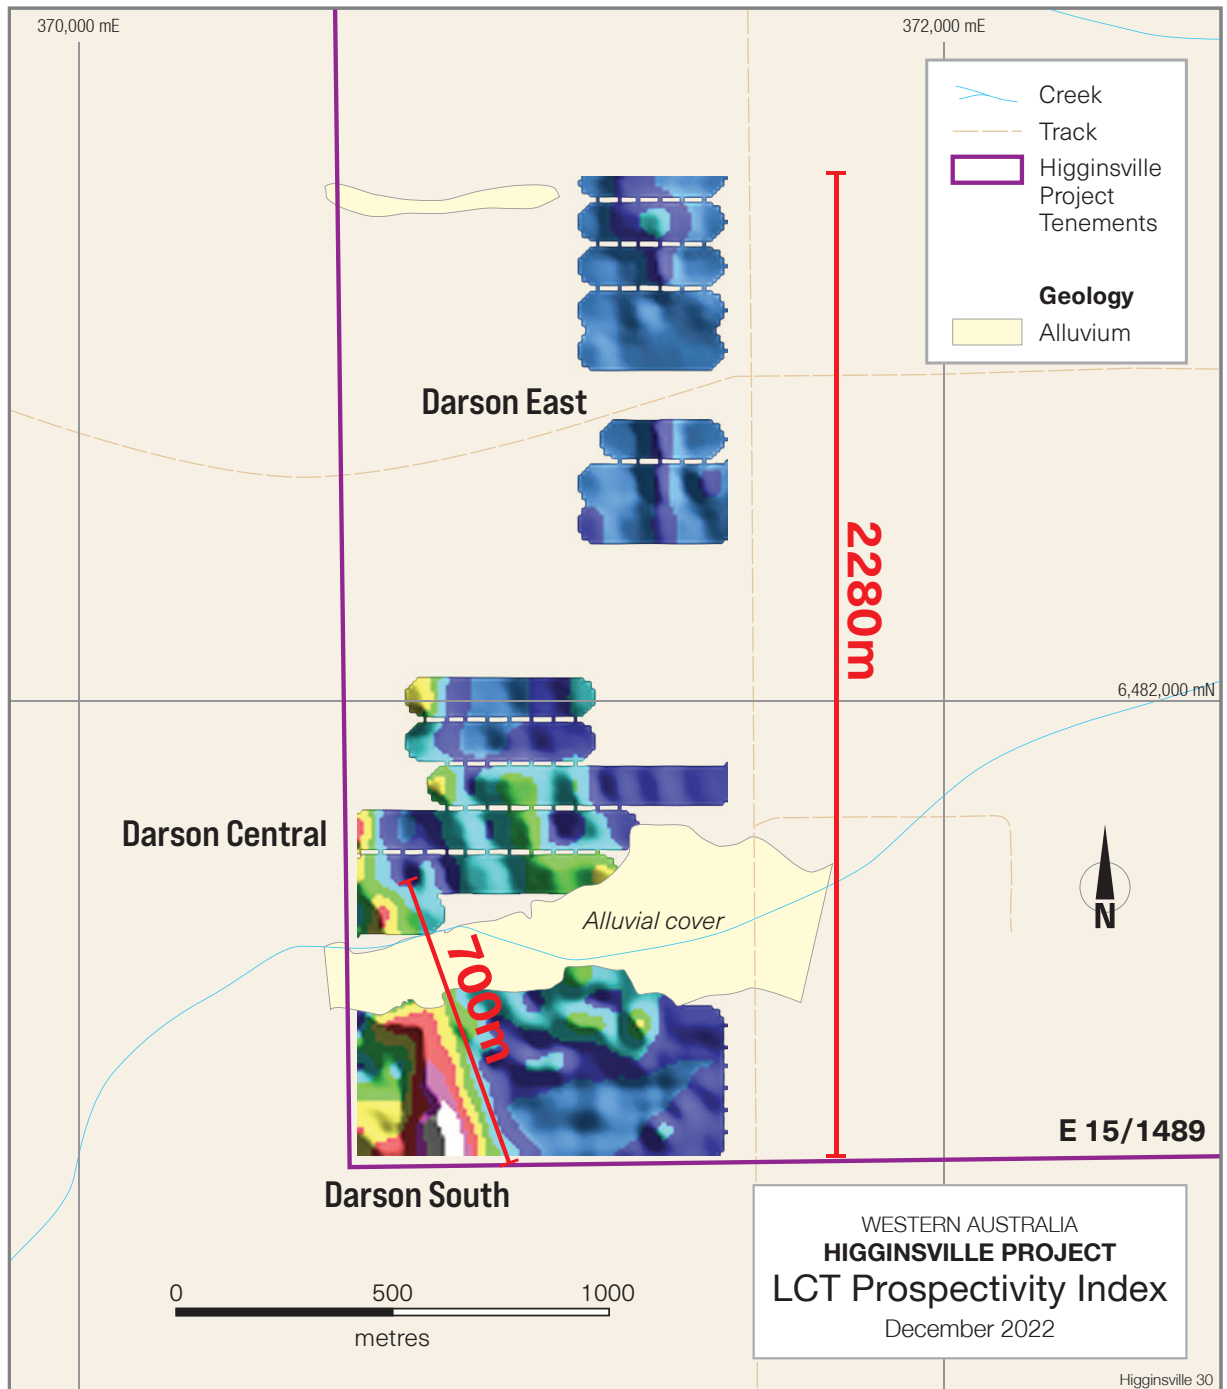 370,000 mE
372,000 mE
Creek
Track
Higginsville
Project
Tenements
Geology
Alluvium
Darson East
2280m
6,482,000 mN
Darson Central
Alluvial cover
N
700m
E 15/1489
Darson South
WESTERN AUSTRALIA
HIGGINSVILLE PROJECT
LCT Prospectivity Index
December 2022
0 500 1000
metres
Higginsville 30